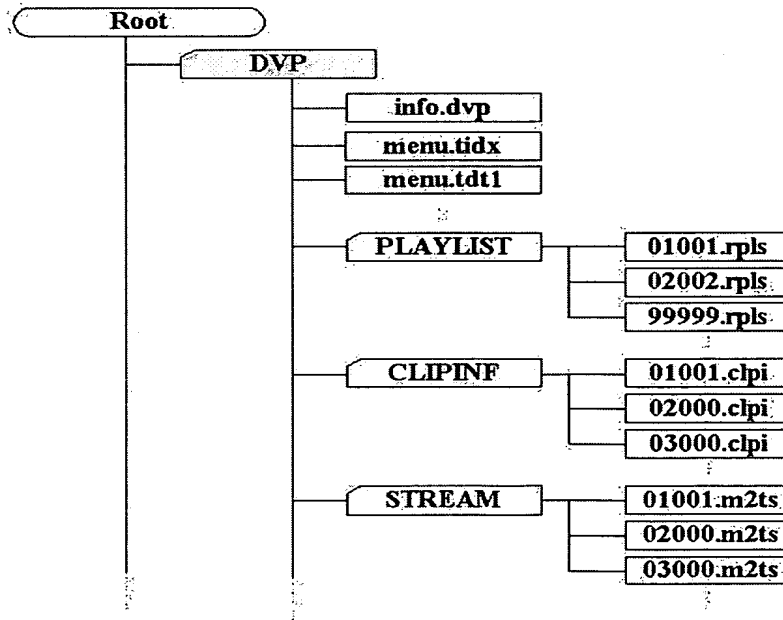 Root
DVP
info.dvp
menu.tidx
menu.tdt1
PLAYLIST
01001.rpls
02002.rpls
99999.rpls
CLIPINF
01001.clpi
02000.clpi
03000.clpi
STREAM
01001.m2ts
02000.m2ts
03000.m2ts